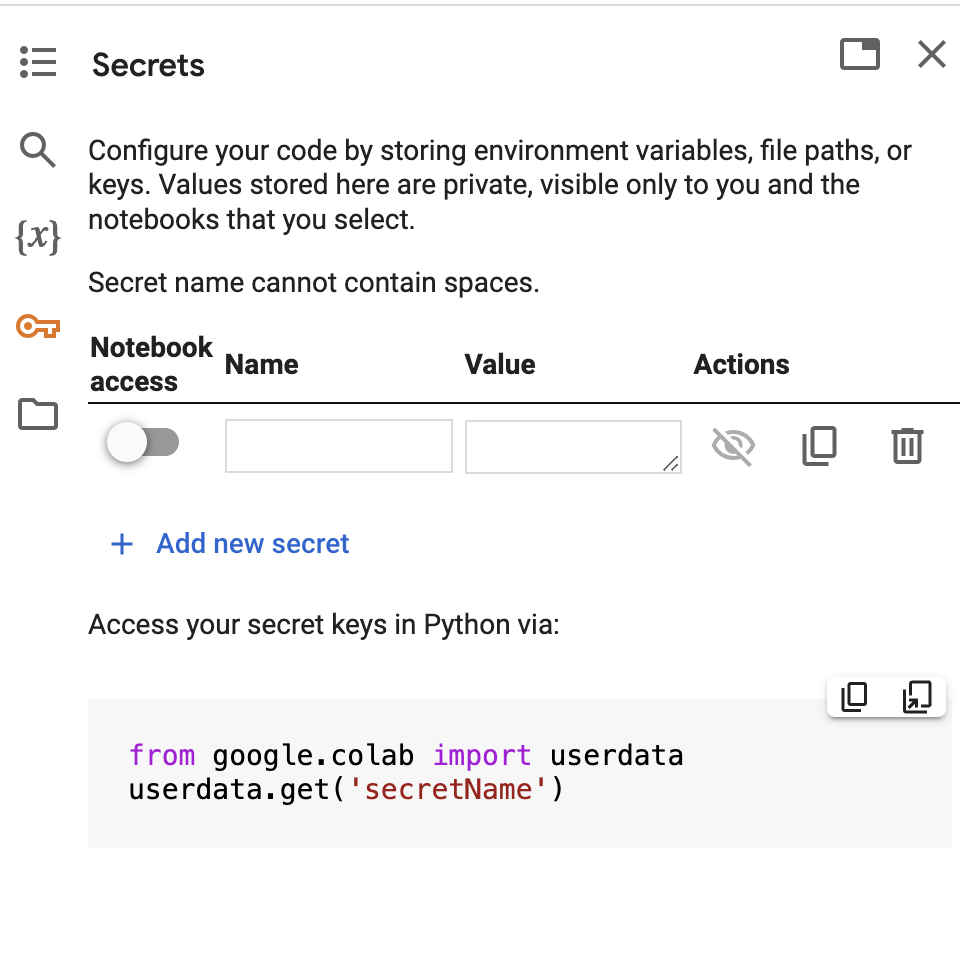 Secrets
Configure your code by storing environment variables, file paths, or
keys. Values stored here are private, visible only to you and the
notebooks that you select.
Secret name cannot contain spaces.
{x}
Notebook
access
Name
Value
Actions
+ Add new secret
Access your secret keys in Python via:
from google.colab import userdata
userdata.get('secretName')